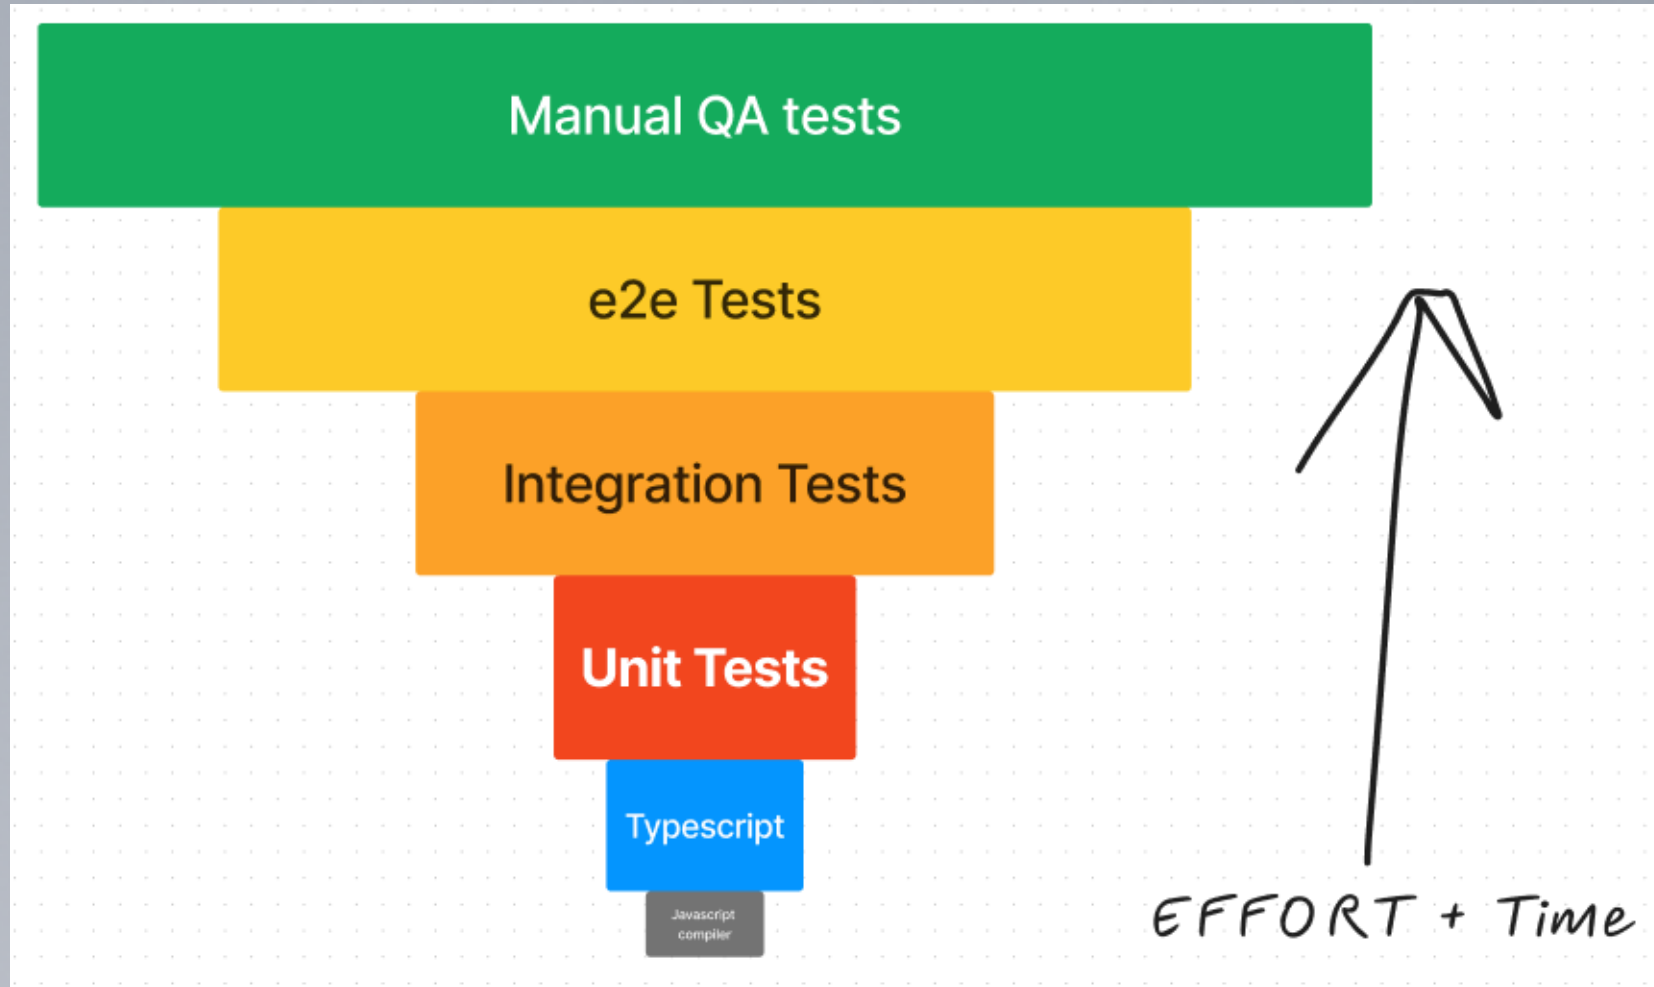 Manual QA tests
e2e Tests
Integration Tests
Unit Tests
Typescript
Javascript
compiler
EFFORT + Time